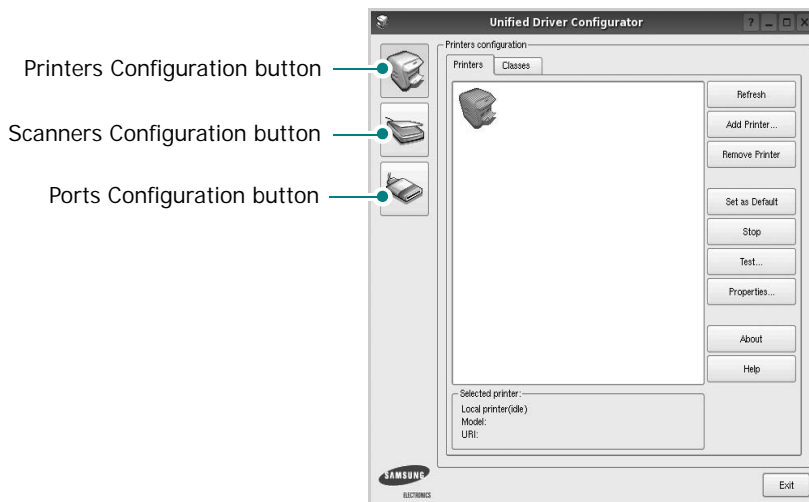 Unified Driver Configurator
Printers Configuration button
Scanners Configuration button
Ports Configuration button
Printers configuration
Printers
Classes
Refresh
Add Printer...
Remove Printer
Set as Default
Stop
Test...
Properties...
About
Help
Selected printer:
Local printer(idle)
Model:
URI:
SAMSUNG
ELECTRONICS
Exit